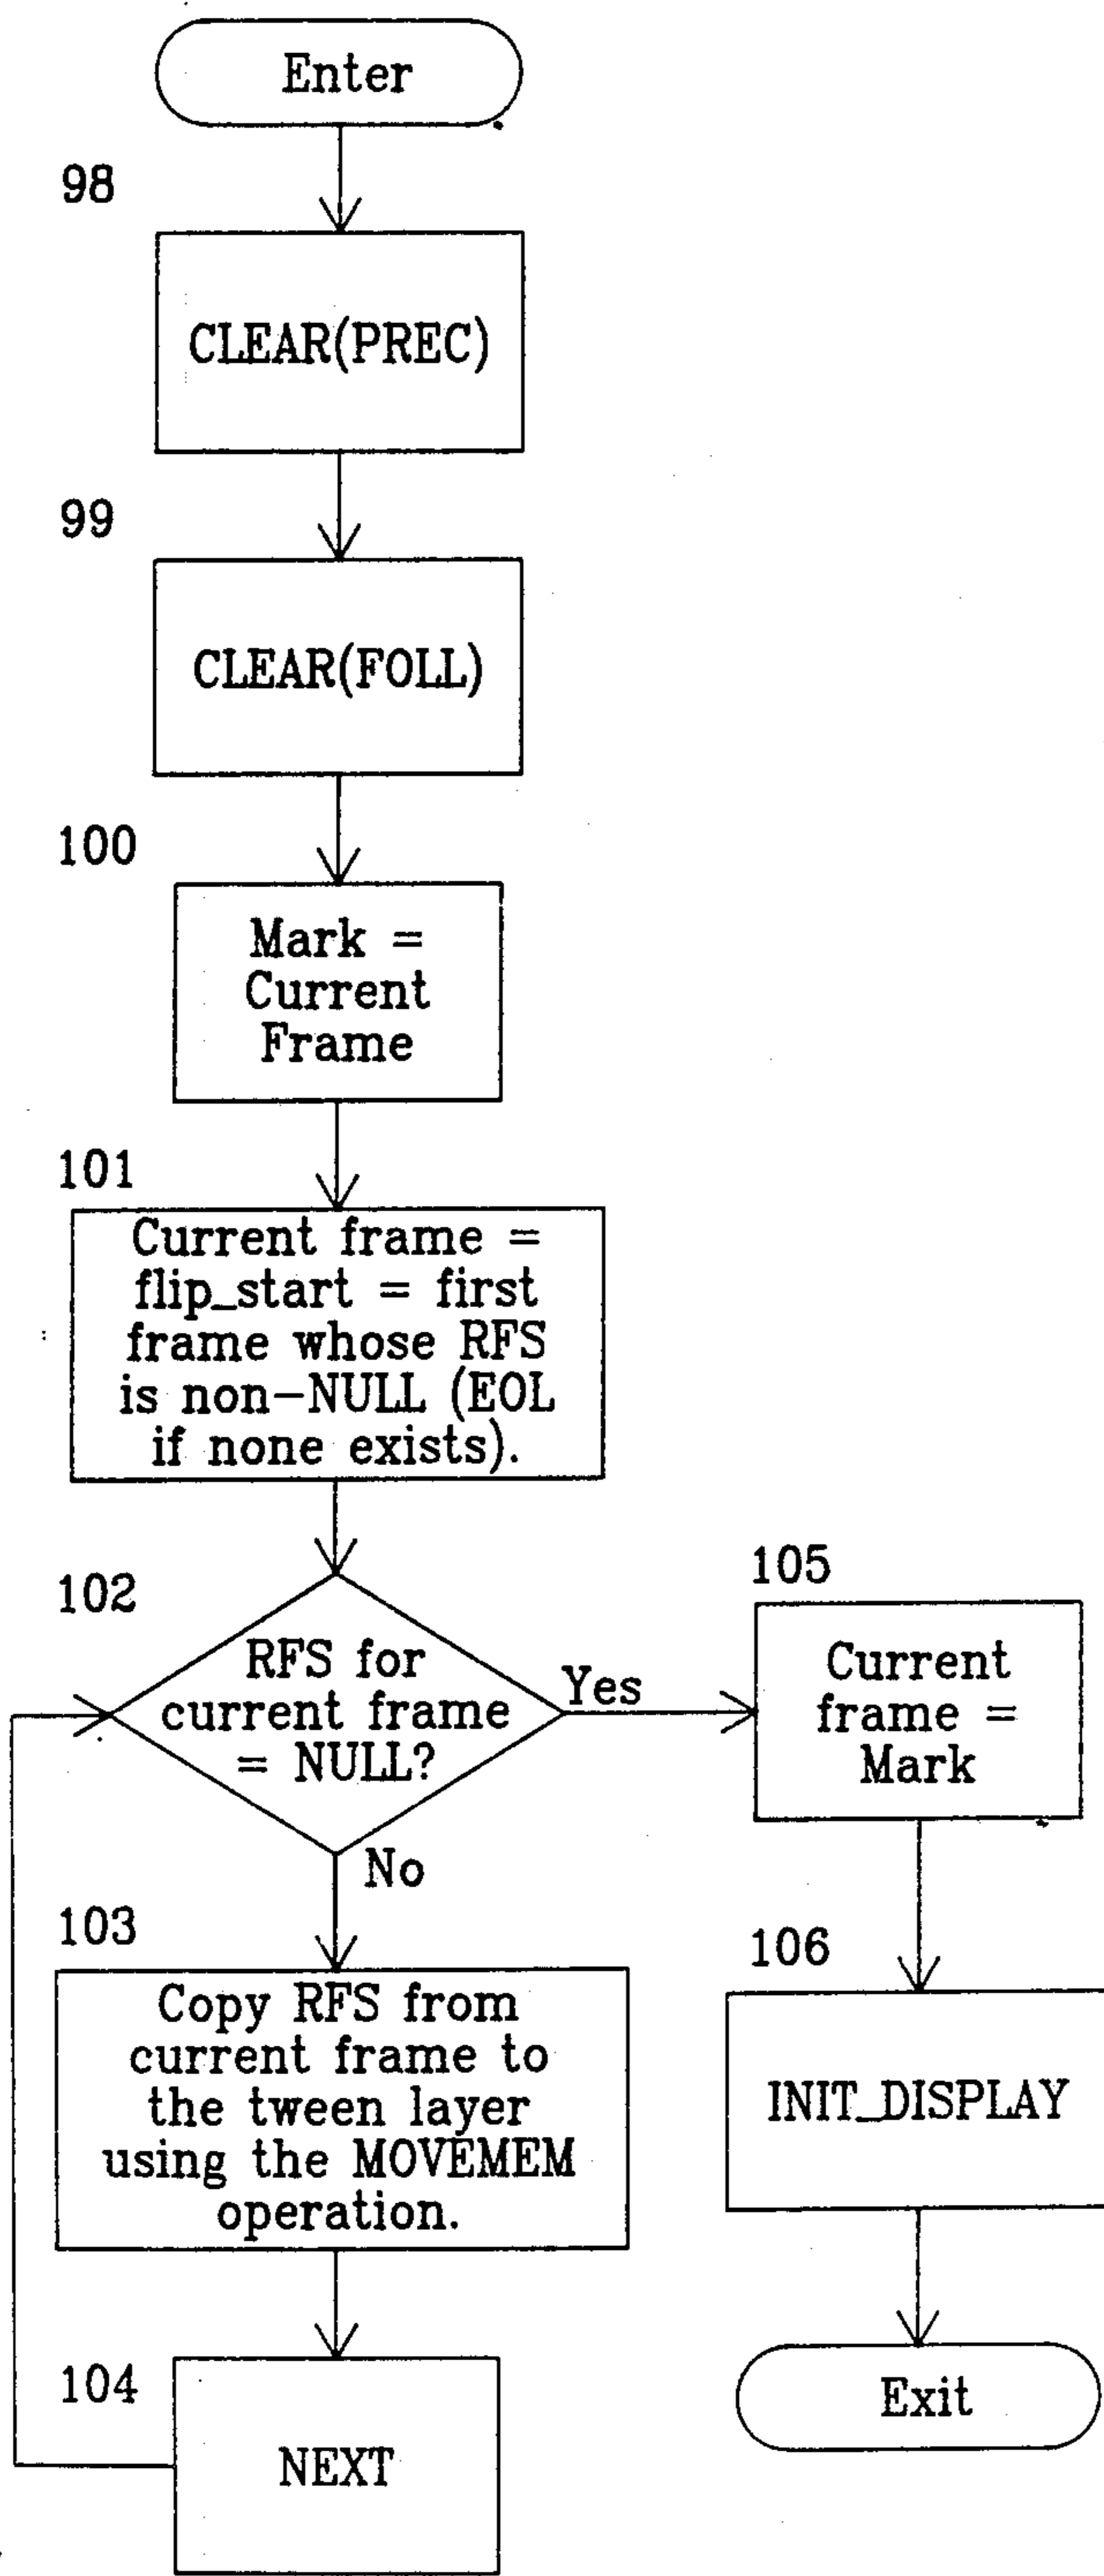 Enter
98
CLEAR(PREC)
99
CLEAR(FOLL)
100
Mark =
Current
Frame
101
Current frame =
flip_start = first
frame whose RFS
is non-NULL (EOL
if none exists).
102
RFS for
current frame
= NULL?
Yes
No
105
Current
frame =
Mark
103
Copy RFS from
current frame to
the tween layer
using the MOVEMEM
operation.
106
INIT_DISPLAY
104
NEXT
Exit